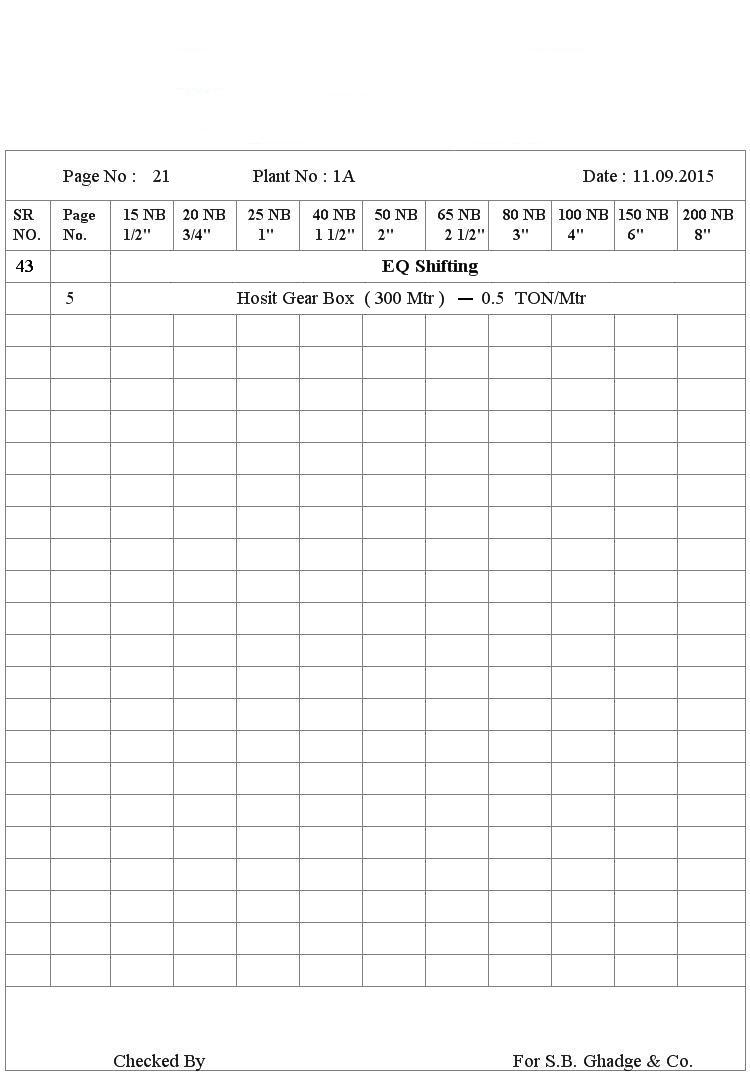 Page No : 21 Plant No : 1A Date : 11.09.2015
SR Page 15 NB 20 NB 25 NB 40 NB 50 NB 65 NB 80 NB 100 NB 150 NB 200 NB
NO. No. 1/2" 3/4" 1" 1 1/2" 2" 2 1/2" 3" 4" 6" 8"
43 EQ Shifting
5 Hosit Gear Box ( 300 Mtr ) — 0.5 TON/Mtr
Checked By For S.B. Ghadge & Co.